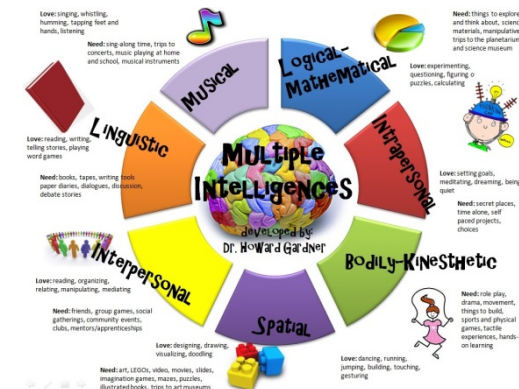 Love: singing, whistling,
humming, tapping feet and
hands, listening
Need: sing-along time, trips to
concerts, music playing at home
and school, musical instruments
Need: things to explore
and think about, scienc
materials, manipulative
trips to the planetarium
and science museum
Love: experimenting,
questioning, figuring o
puzzles, calculating
Musical
Logical-
Mathematical
Linguistic
Intrapersonal
Love: reading, writing,
telling stories, playing
word games
Need: books, tapes, writing tools
paper diaries, dialogues, discussion,
debate stories
Multiple
Intelligences
developed by:
Dr. Howard Gardner
Love: setting goals,
meditating, dreaming, being
quiet
Need: secret places,
time alone, self
paced projects,
choices
Interpersonal
Bodily-Kinesthetic
Spatial
Love: reading, organizing,
relating, manipulating, mediating
Need: friends, group games, social
gatherings, community events,
clubs, mentors/apprenticeships
Need: role play,
drama, movement,
things to build,
sports and physical
games, tactile
experiences, hands-
on learning
Love: designing, drawing,
visualizing, doodling
Need: art, LEGOs, video, movies, slides,
imagination games, mazes, puzzles,
illustrated books, trips to art museums
Love: dancing, running,
jumping, building, touching,
gesturing